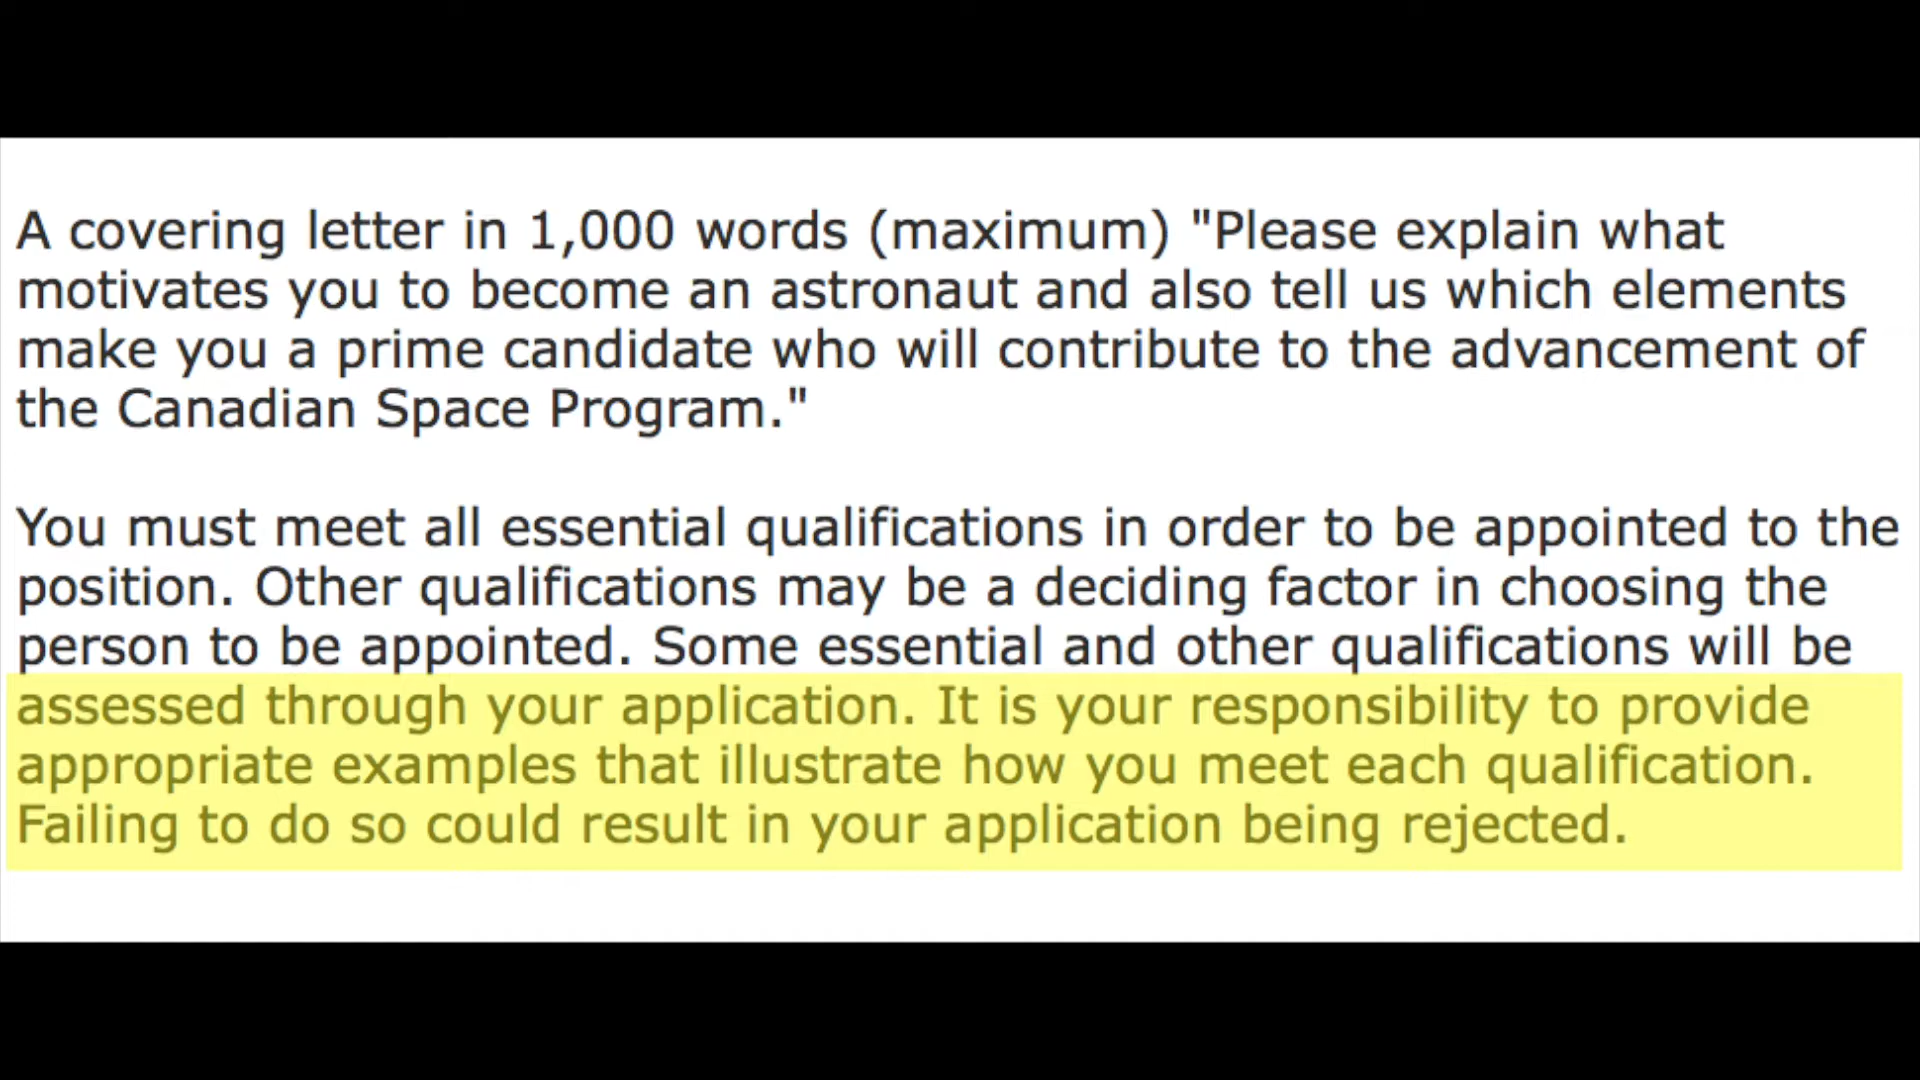 A covering letter in 1,000 words (maximum) "Please explain what
motivates you to become an astronaut and also tell us which elements
make you a prime candidate who will contribute to the advancement of
the Canadian Space Program."
You must meet all essential qualifications in order to be appointed to the
position. Other qualifications may be a deciding factor in choosing the
person to be appointed. Some essential and other qualifications will be
assessed through your application. It is your responsibility to provide
appropriate examples that illustrate how you meet each qualification.
Failing to do so could result in your application being rejected.